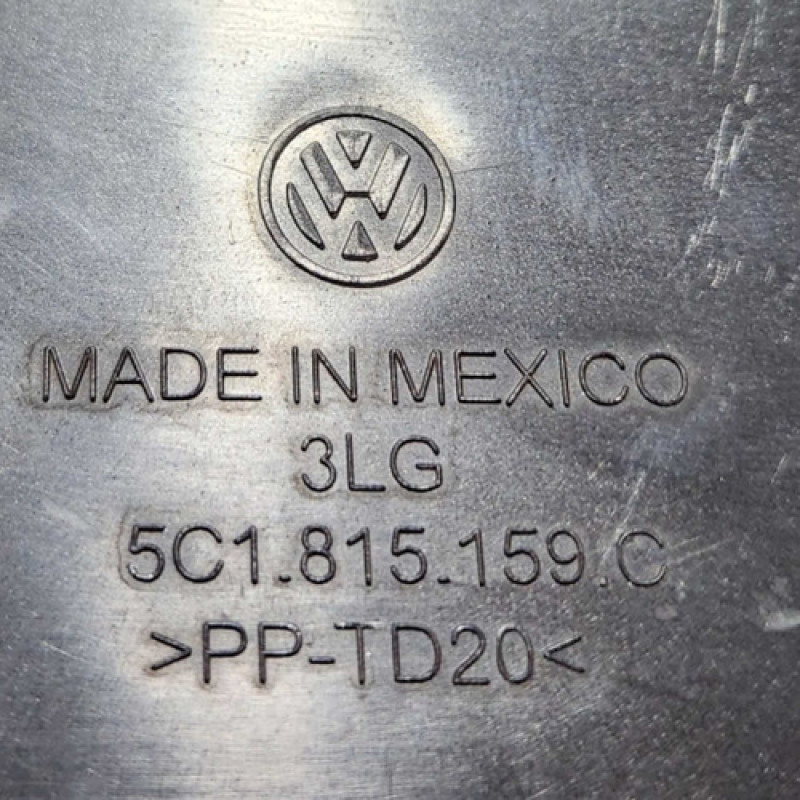 MADE IN MEXICO
3LG
5C1.815.159.C
>PP-TD20<